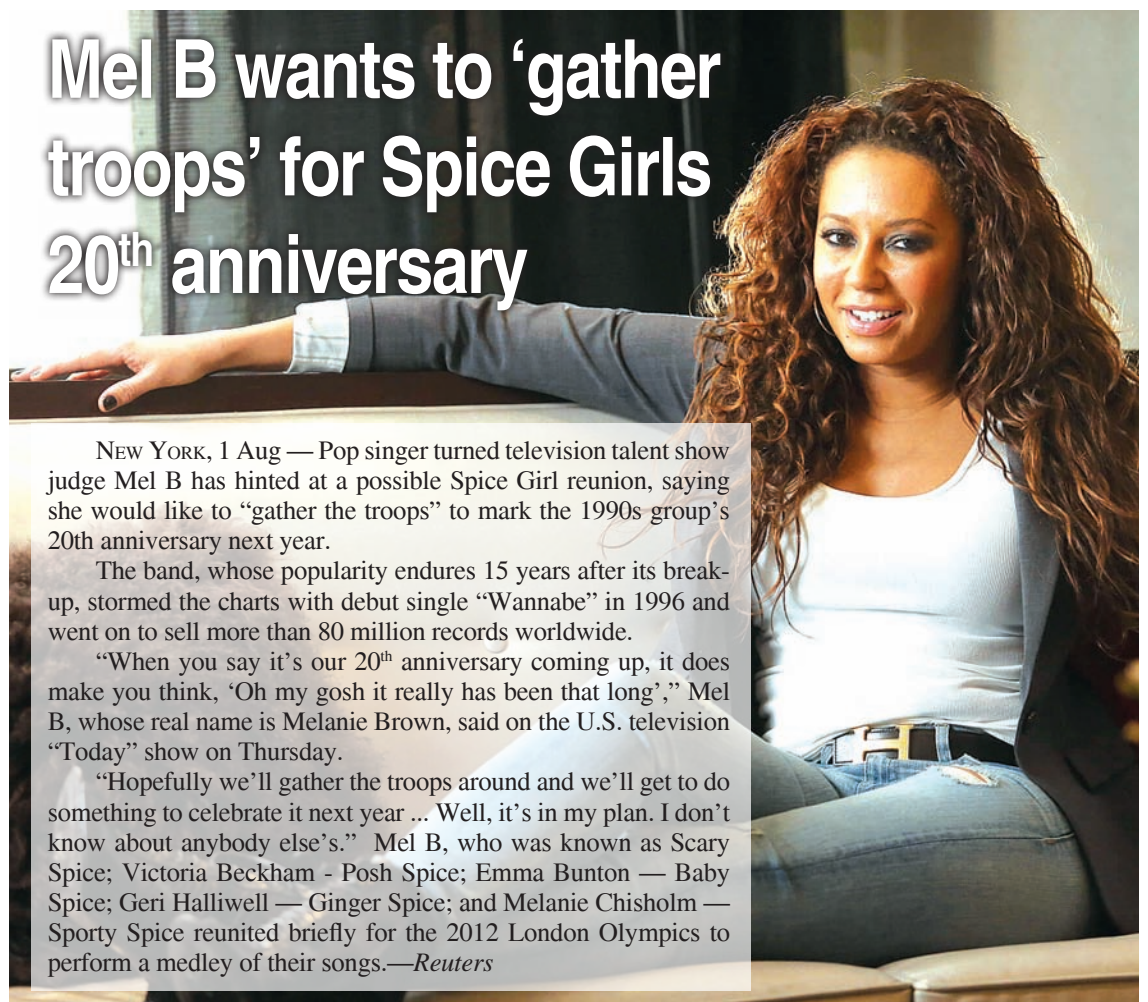 Mel B wants to ‘gather
troops’ for Spice Girls
20th anniversary
NEW YORK, 1 Aug — Pop singer turned television talent show
judge Mel B has hinted at a possible Spice Girl reunion, saying
she would like to “gather the troops” to mark the 1990s group’s
20th anniversary next year.
The band, whose popularity endures 15 years after its break-
up, stormed the charts with debut single “Wannabe” in 1996 and
went on to sell more than 80 million records worldwide.
“When you say it’s our 20th anniversary coming up, it does
make you think, ‘Oh my gosh it really has been that long’,” Mel
B, whose real name is Melanie Brown, said on the U.S. television
“Today” show on Thursday.
“Hopefully we’ll gather the troops around and we’ll get to do
something to celebrate it next year ... Well, it’s in my plan. I don’t
know about anybody else’s.”  Mel B, who was known as Scary
Spice; Victoria Beckham - Posh Spice; Emma Bunton — Baby
Spice; Geri Halliwell — Ginger Spice; and Melanie Chisholm —
Sporty Spice reunited briefly for the 2012 London Olympics to
perform a medley of their songs.—Reuters